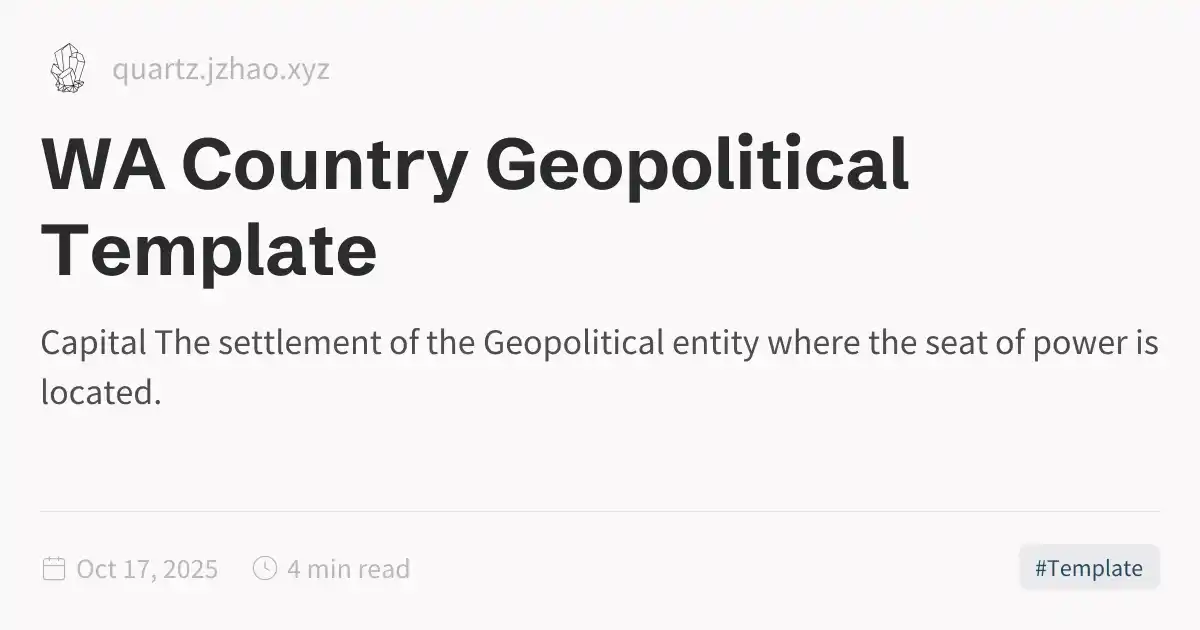 quartz.jzhao.xyz
WA Country Geopolitical
Template
Capital The settlement of the Geopolitical entity where the seat of power is
located.
Oct 17, 2025 4 min read #Template